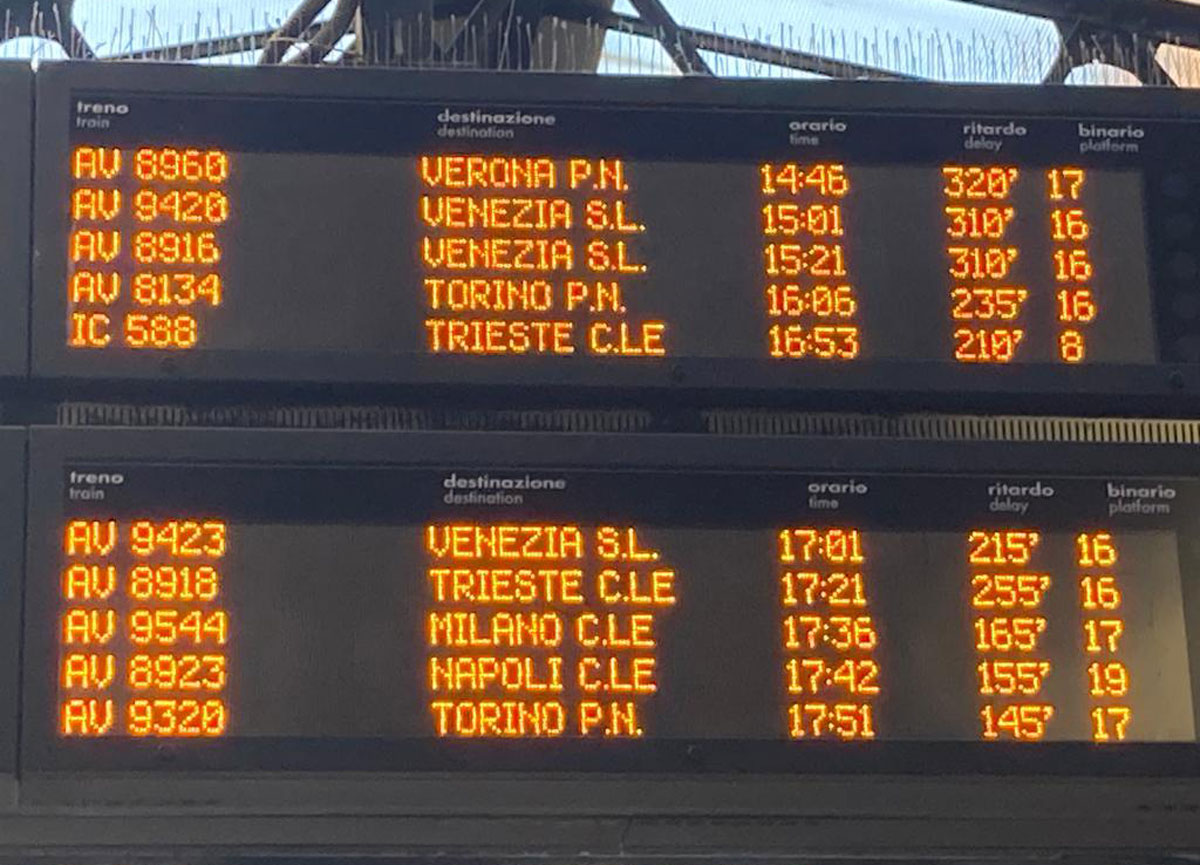 treno destinazione orario ritardo binario
train destination time delay platform
AV 8960 VERONA P.N. 14:46 320' 17
AV 9420 VENEZIA S.L. 15:01 310' 16
AV 8916 VENEZIA S.L. 15:21 310' 16
AV 8134 TORINO P.N. 16:06 235' 16
IC 588 TRIESTE C.LE 16:53 210' 8
treno destinazione orario ritardo binario
train destination time delay platform
AV 9423 VENEZIA S.L. 17:01 215' 16
AV 8918 TRIESTE C.LE 17:21 255' 16
AV 9544 MILANO C.LE 17:36 165' 17
AV 8923 NAPOLI C.LE 17:42 155' 19
AV 9320 TORINO P.N. 17:51 145' 17